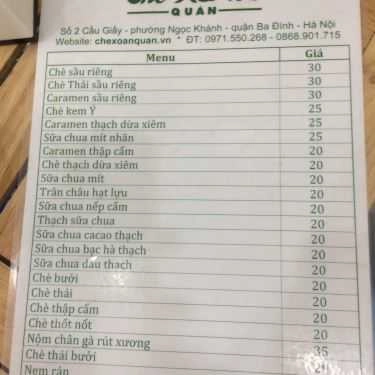 QUÁN
Số 2 Cầu Giấy - phường Ngọc Khánh - quận Ba Đình - Hà Nội
Website: chexoanquan.vn * ĐT: 0971.550.268 - 0868.901.715
Menu Giá
Chè sầu riêng 30
Chè Thái sầu riêng 30
Caramen sầu riêng 30
Chè kem Ý 25
Caramen thạch dừa xiêm 25
Sữa chua mít nhãn 25
Caramen thập cẩm 20
Chè thạch dừa xiêm 20
Sữa chua mít 20
Trân châu hạt lựu 20
Sữa chua nếp cẩm 20
Thạch sữa chua 20
Sữa chua cacao thạch 20
Sữa chua bạc hà thạch 20
Sữa chua dâu thạch 20
Chè bưởi 20
Chè thái 20
Chè thập cẩm 20
Chè thốt nốt 20
Nộm chân gà rút xương 35
Chè thái bưởi 20
Nem rán